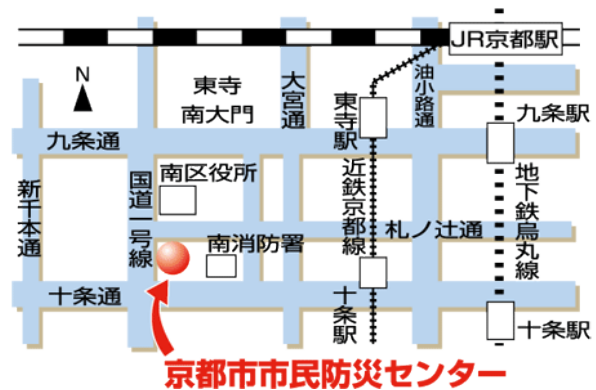 JR京都駅
N
東寺
南大門
大宮通
東寺駅
油小路通
九条駅
九条通
新千本通
国道一号線
南区役所
近鉄京都線
札ノ辻通
地下鉄烏丸線
南消防署
十条通
十条駅
十条駅
京都市市民防災センター